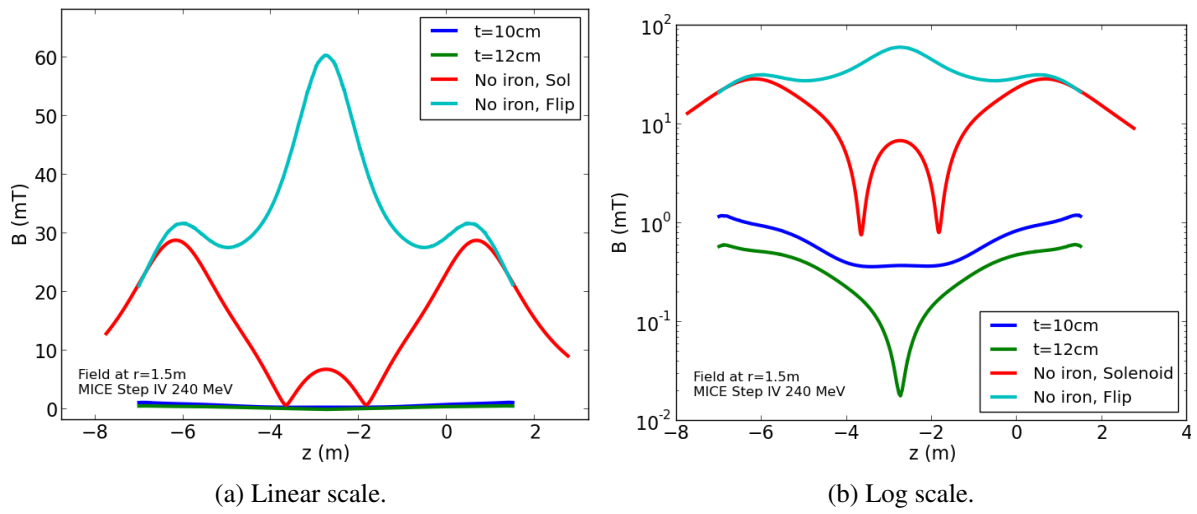 t=10cm
t=12cm
No iron, Sol
No iron, Flip
60
50
40
30
20
10
0
B (mT)
Field at r=1.5m
MICE Step IV 240 MeV
−8 −6 −4 −2 0 2
z (m)
(a) Linear scale.
10^2
10^1
10^0
10^-1
10^-2
B (mT)
t=10cm
t=12cm
No iron, Solenoid
No iron, Flip
Field at r=1.5m
MICE Step IV 240 MeV
−8 −6 −4 −2 0 2 4
z (m)
(b) Log scale.